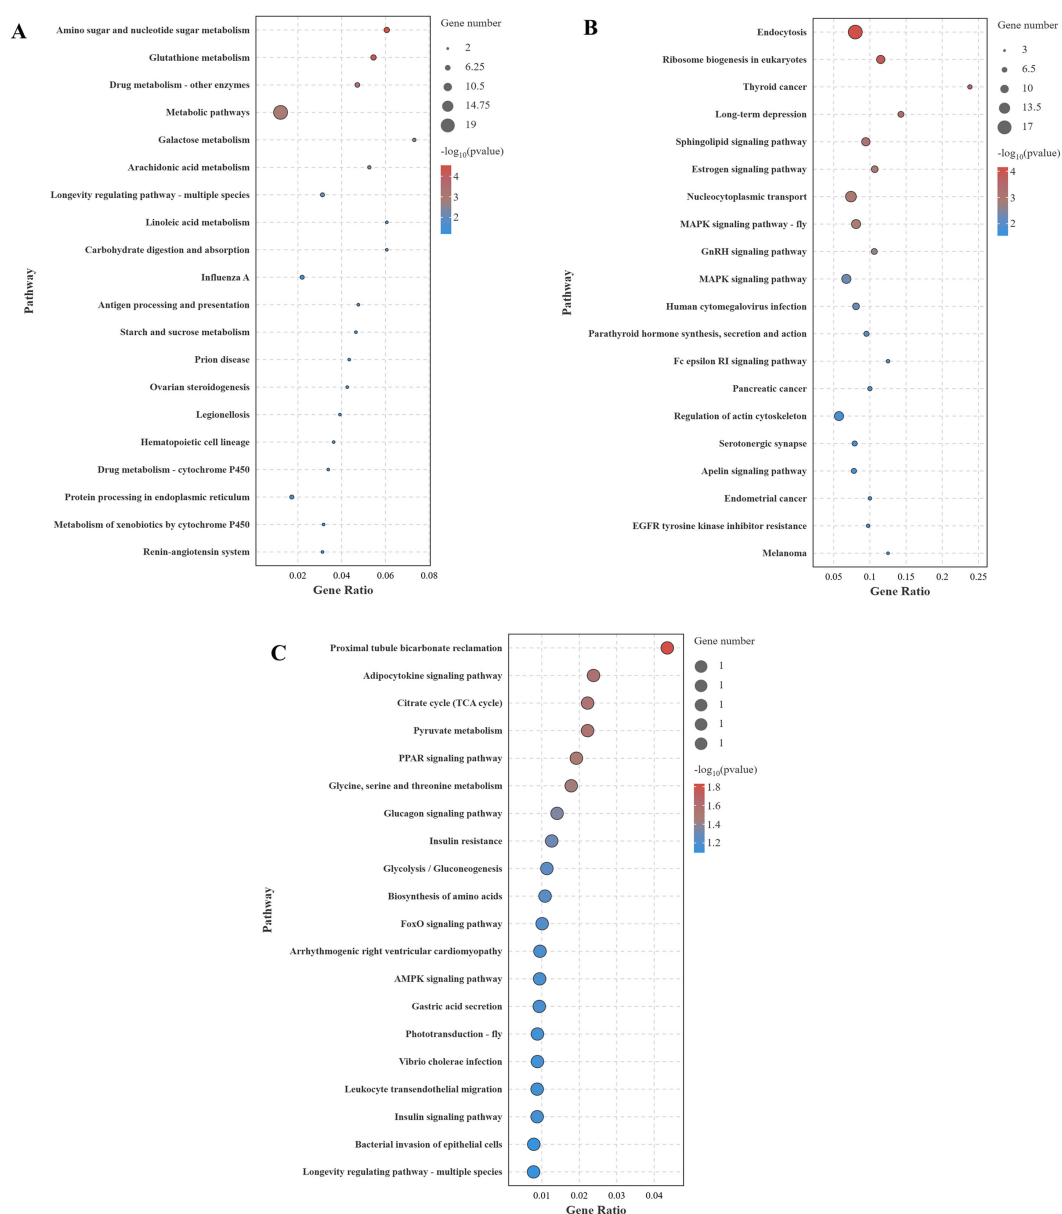 A
Amino sugar and nucleotide sugar metabolism
Glutathione metabolism
Drug metabolism - other enzymes
Metabolic pathways
Galactose metabolism
Arachidonic acid metabolism
Longevity regulating pathway - multiple species
Linoleic acid metabolism
Carbohydrate digestion and absorption
Influenza A
Antigen processing and presentation
Starch and sucrose metabolism
Prion disease
Ovarian steroidogenesis
Legionellosis
Hematopoietic cell lineage
Drug metabolism - cytochrome P450
Protein processing in endoplasmic reticulum
Metabolism of xenobiotics by cytochrome P450
Renin-angiotensin system
Pathway
0.02 0.04 0.06 0.08
Gene Ratio
Gene number
2
6.25
10.5
14.75
19
-log10(pvalue)
4
3
2
B
Endocytosis
Ribosome biogenesis in eukaryotes
Thyroid cancer
Long-term depression
Sphingolipid signaling pathway
Estrogen signaling pathway
Nucleocytoplasmic transport
MAPK signaling pathway - fly
GnRH signaling pathway
MAPK signaling pathway
Human cytomegalovirus infection
Parathyroid hormone synthesis, secretion and action
Fc epsilon RI signaling pathway
Pancreatic cancer
Regulation of actin cytoskeleton
Serotonergic synapse
Apelin signaling pathway
Endometrial cancer
EGFR tyrosine kinase inhibitor resistance
Melanoma
Pathway
0.05 0.1 0.15 0.2 0.25
Gene Ratio
Gene number
3
6.5
10
13.5
17
-log10(pvalue)
4
3
2
C
Proximal tubule bicarbonate reclamation
Adipocytokine signaling pathway
Citrate cycle (TCA cycle)
Pyruvate metabolism
PPAR signaling pathway
Glycine, serine and threonine metabolism
Glucagon signaling pathway
Insulin resistance
Glycolysis / Gluconeogenesis
Biosynthesis of amino acids
FoxO signaling pathway
Arrhythmogenic right ventricular cardiomyopathy
AMPK signaling pathway
Gastric acid secretion
Phototransduction - fly
Vibrio cholerae infection
Leukocyte transendothelial migration
Insulin signaling pathway
Bacterial invasion of epithelial cells
Longevity regulating pathway - multiple species
Pathway
0.01 0.02 0.03 0.04
Gene Ratio
Gene number
1
1
1
1
1
-log10(pvalue)
1.8
1.6
1.4
1.2